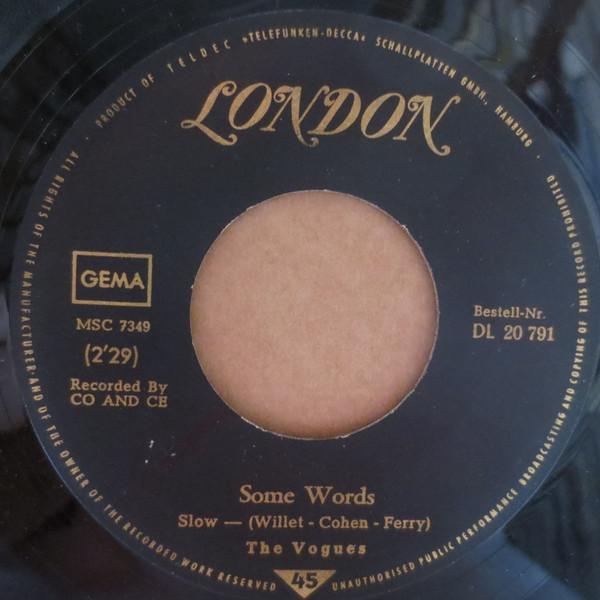 PRODUCT OF TELDEC »TELEFUNKEN-DECCA« SCHALLPLATTEN GMBH., HAMBURG ·
LONDON
GEMA
MSC 7349
(2'29)
Recorded By
CO AND CE
Bestell-Nr.
DL 20 791
Some Words
Slow — (Willet - Cohen - Ferry)
The Vogues
45
ALL RIGHTS OF THE MANUFACTURER·AND OF THE OWNER OF THE RECORDED WORK RESERVED
UNAUTHORISED PUBLIC PERFORMANCE BROADCASTING AND COPYING OF THIS RECORD PROHIBITED